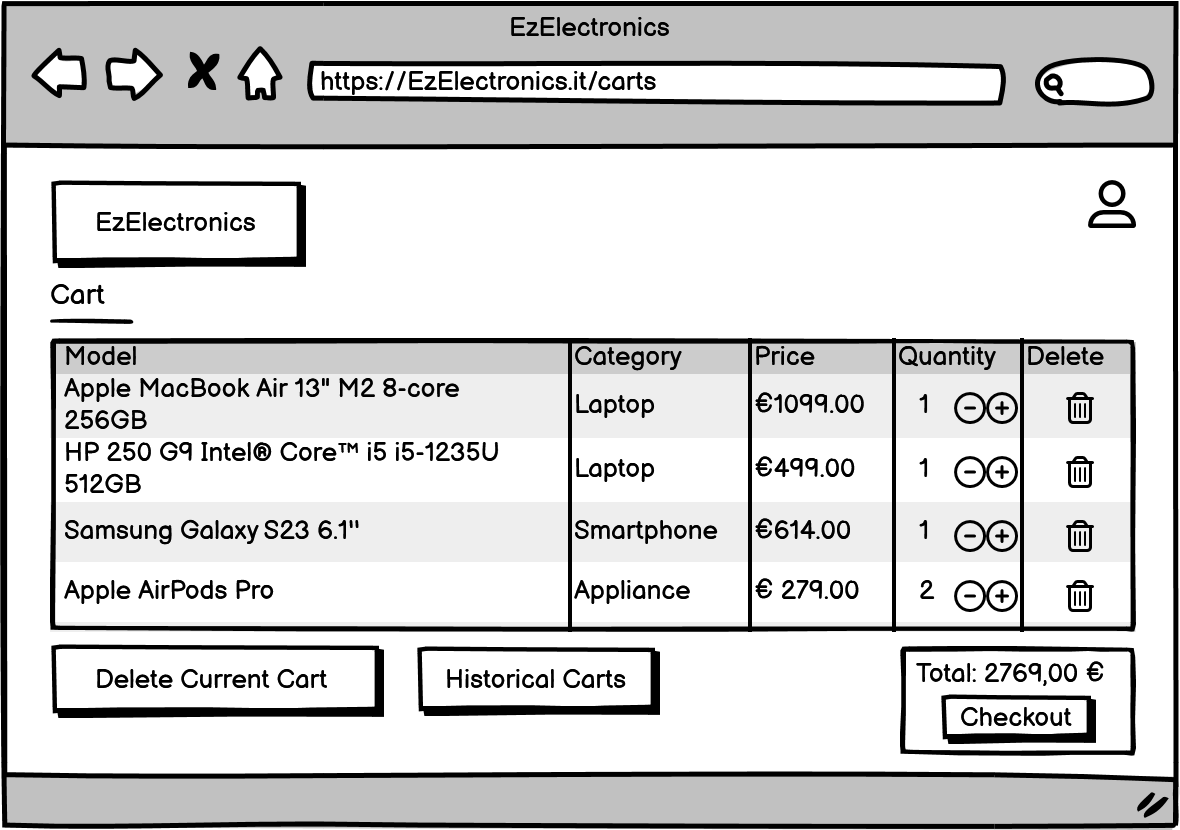 EzElectronics
https://EzElectronics.it/carts
EzElectronics
Cart
Model Category Price Quantity Delete
Apple MacBook Air 13" M2 8-core
256GB
Laptop €1099.00 1
HP 250 G9 Intel® Core™ i5 i5-1235U
512GB
Laptop €499.00 1
Samsung Galaxy S23 6.1'' Smartphone €614.00 1
Apple AirPods Pro Appliance € 279.00 2
Delete Current Cart Historical Carts Total: 2769,00 €
Checkout